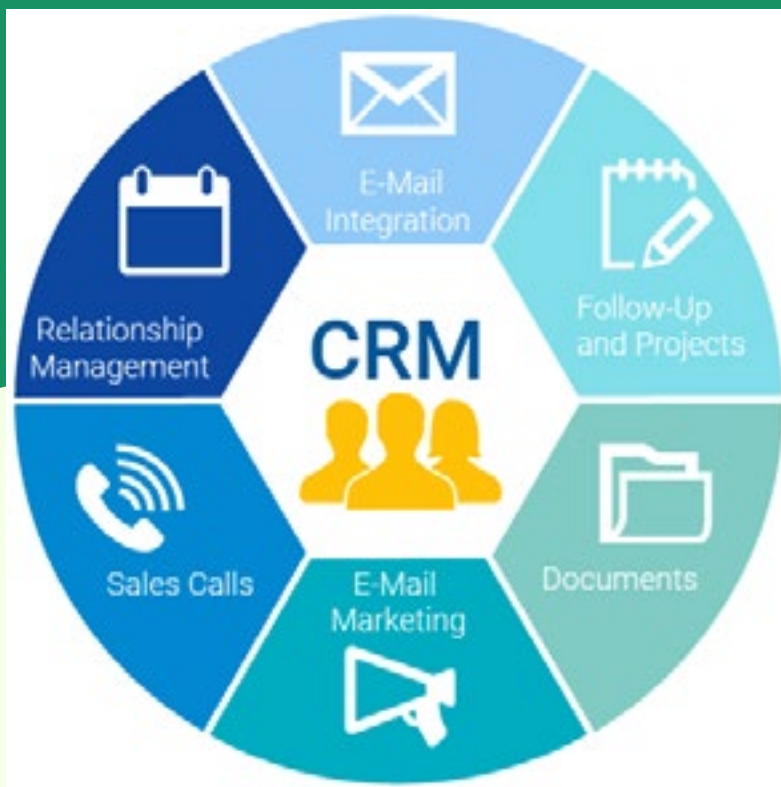 E-Mail
Integration
Follow-Up
and Projects
Documents
E-Mail
Marketing
Sales Calls
Relationship
Management
CRM